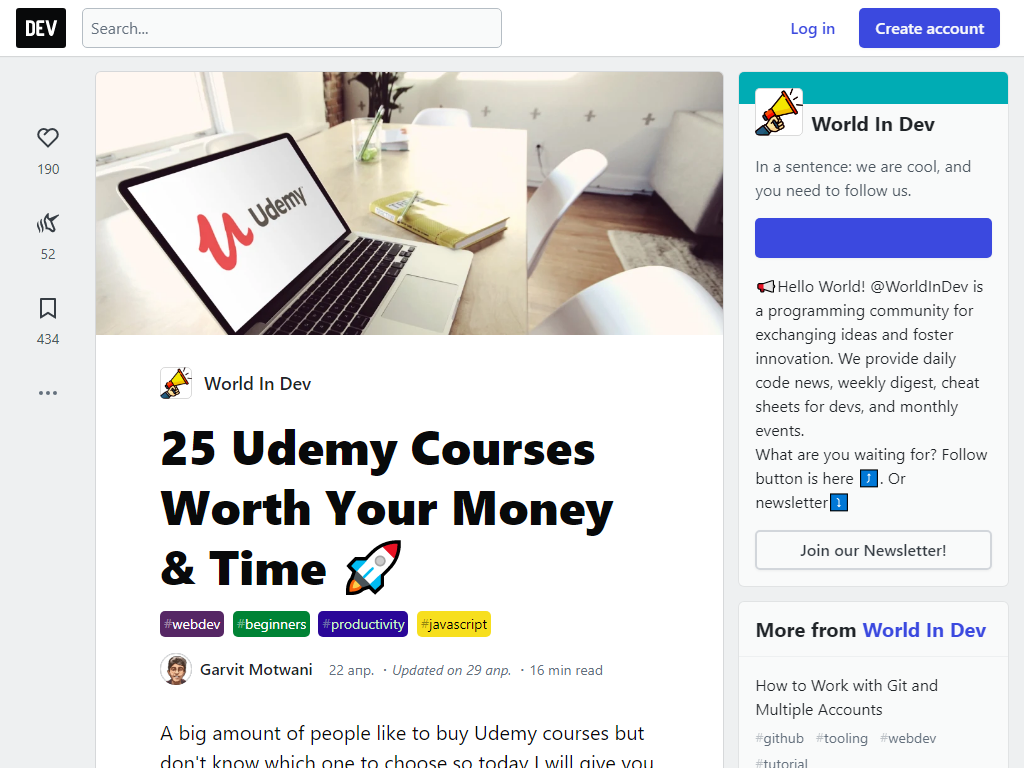 DEV
Search...
Log in
Create account
190
52
434
Udemy
World In Dev
25 Udemy Courses
Worth Your Money
& Time 🚀
#webdev #beginners #productivity #javascript
Garvit Motwani 22 апр. · Updated on 29 апр. · 16 min read
A big amount of people like to buy Udemy courses but
don't know which one to choose so today I will give you
World In Dev
In a sentence: we are cool, and
you need to follow us.
📢Hello World! @WorldInDev is
a programming community for
exchanging ideas and foster
innovation. We provide daily
code news, weekly digest, cheat
sheets for devs, and monthly
events.
What are you waiting for? Follow
button is here ⤴️. Or
newsletter⤵️
Join our Newsletter!
More from World In Dev
How to Work with Git and
Multiple Accounts
#github #tooling #webdev
#tutorial